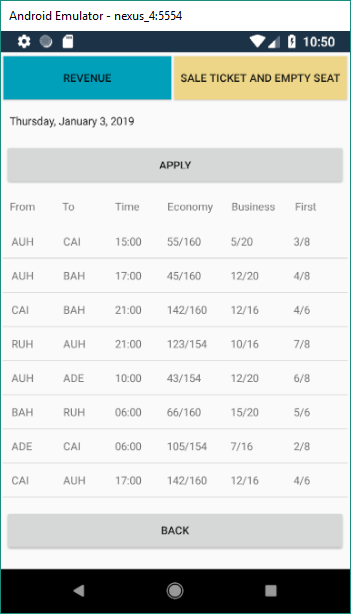 Android Emulator - nexus_4:5554
10:50
REVENUE SALE TICKET AND EMPTY SEAT
Thursday, January 3, 2019
APPLY
From To Time Economy Business First
AUH CAI 15:00 55/160 5/20 3/8
AUH BAH 17:00 45/160 12/20 4/8
CAI BAH 21:00 142/160 12/16 4/6
RUH AUH 21:00 123/154 10/16 7/8
AUH ADE 10:00 43/154 12/20 6/8
BAH RUH 06:00 66/160 15/20 5/6
ADE CAI 06:00 105/154 7/16 2/8
CAI AUH 17:00 142/160 12/16 4/6
BACK